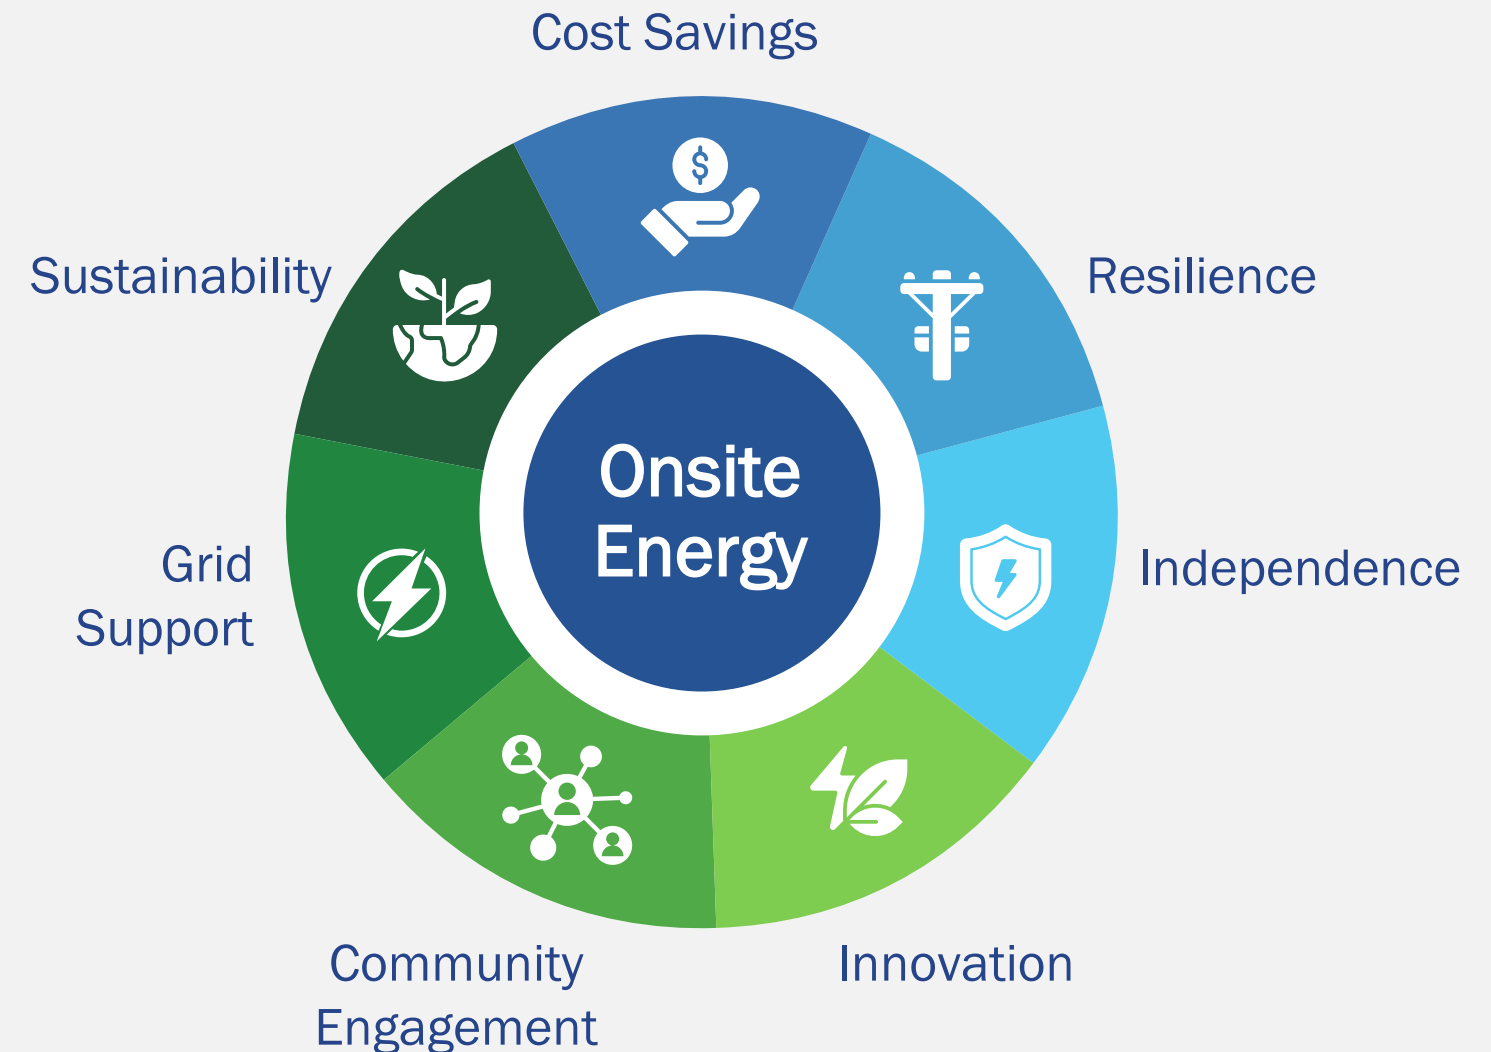 Cost Savings
$
Sustainability
Resilience
Onsite
Energy
Grid
Support
Independence
Community
Engagement
Innovation